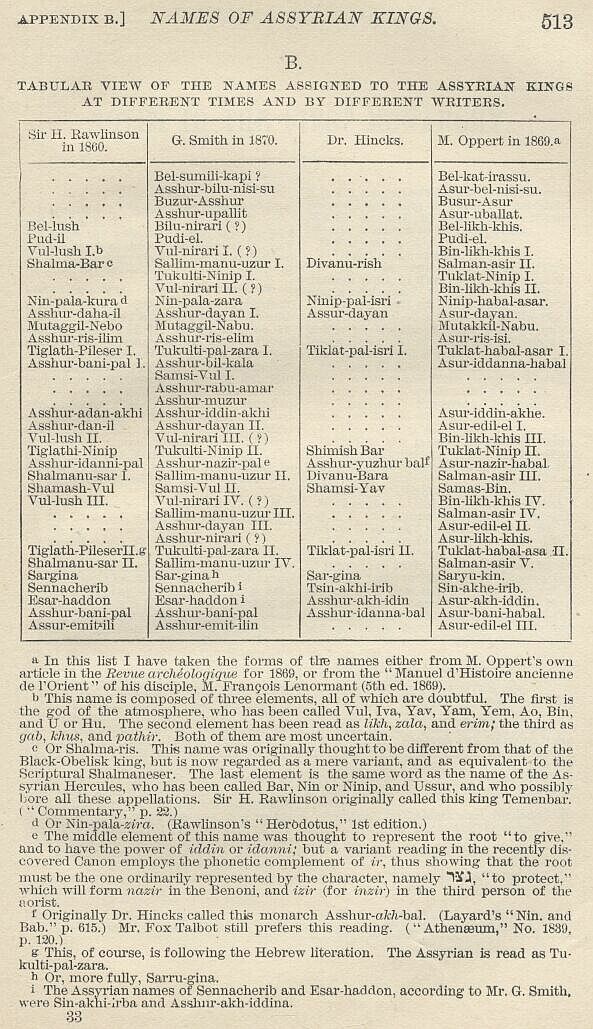 APPENDIX B.] NAMES OF ASSYRIAN KINGS. 513
B.
TABULAR VIEW OF THE NAMES ASSIGNED TO THE ASSYRIAN KINGS
AT DIFFERENT TIMES AND BY DIFFERENT WRITERS.
Sir H. Rawlinson in 1860. | G. Smith in 1870. | Dr. Hincks. | M. Oppert in 1869.a
. . . . . | Bel-sumili-kapi ? | . . . . . | Bel-kat-irassu.
. . . . . | Asshur-bilu-nisi-su | . . . . . | Asur-bel-nisi-su.
. . . . . | Buzur-Asshur | . . . . . | Busur-Asur
. . . . . | Asshur-upallit | . . . . . | Asur-uballat.
Bel-lush | Bilu-nirari (?) | . . . . . | Bel-likh-khis.
Pud-il | Pudi-el. | . . . . . | Pudi-el.
Vul-lush I.b | Vul-nirari I. (?) | . . . . . | Bin-likh-khis I.
Shalma-Bar c | Sallim-manu-uzur I. | Divanu-rish | Salman-asir II.
. . . . . | Tukulti-Ninip I. | . . . . . | Tuklat-Ninip I.
. . . . . | Vul-nirari II. (?) | . . . . . | Bin-likh-khis II.
Nin-pala-kura d | Nin-pala-zara | Ninip-pal-isri | Ninip-habal-asar.
Asshur-daha-il | Asshur-dayan I. | Assur-dayan | Asur-dayan.
Mutaggil-Nebo | Mutaggil-Nabu. | . . . . . | Mutakkil-Nabu.
Asshur-ris-ilim | Asshur-ris-elim | . . . . . | Asur-ris-isi.
Tiglath-Pileser I. | Tukulti-pal-zara I. | Tiklat-pal-isri I. | Tuklat-habal-asar I.
Asshur-bani-pal I. | Asshur-bil-kala | . . . . . | Asur-iddanna-habal
. . . . . | Samsi-Vul I. | . . . . . | . . . . .
. . . . . | Asshur-rabu-amar | . . . . . | . . . . .
. . . . . | Asshur-muzur | . . . . . | . . . . .
Asshur-adan-akhi | Asshur-iddin-akhi | . . . . . | Asur-iddin-akhe.
Asshur-dan-il | Asshur-dayan II. | . . . . . | Asur-edil-el I.
Vul-lush II. | Vul-nirari III. (?) | . . . . . | Bin-likh-khis III.
Tiglathi-Ninip | Tukulti-Ninip II. | Shimish Bar | Tuklat-Ninip II.
Asshur-idanni-pal | Asshur-nazir-pal e | Asshur-yuzhur balf | Asur-nazir-habal.
Shalmanu-sar I. | Sallim-manu-uzur II. | Divanu-Bara | Salman-asir III.
Shamash-Vul | Samsi-Vul II. | Shamsi-Yav | Samas-Bin.
Vul-lush III. | Vul-nirari IV. (?) | . . . . . | Bin-likh-khis IV.
. . . . . | Sallim-manu-uzur III. | . . . . . | Salman-asir IV.
. . . . . | Asshur-dayan III. | . . . . . | Asur-edil-el II.
. . . . . | Asshur-nirari (?) | . . . . . | Asur-likh-khis.
Tiglath-PileserII.g | Tukulti-pal-zara II. | Tiklat-pal-isri II. | Tuklat-habal-asa II.
Shalmanu-sar II. | Sallim-manu-uzur IV. | . . . . . | Salman-asir V.
Sargina | Sar-gina h | Sar-gina | Saryu-kin.
Sennacherib | Sennacherib i | Tsin-akhi-irib | Sin-akhe-irib.
Esar-haddon | Esar-haddon i | Asshur-akh-idin | Asur-akh-iddin.
Asshur-bani-pal | Asshur-bani-pal | Asshur-idanna-bal | Asur-bani-habal.
Assur-emit-ili | Asshur-emit-ilin | . . . . . | Asur-edil-el III.
a In this list I have taken the forms of the names either from M. Oppert's own
article in the Revue archéologique for 1869, or from the "Manuel d'Histoire ancienne
de l'Orient" of his disciple, M. François Lenormant (5th ed. 1869).
b This name is composed of three elements, all of which are doubtful. The first is
the god of the atmosphere, who has been called Vul, Iva, Yav, Yam, Yem, Ao, Bin,
and U or Hu. The second element has been read as likh, zala, and erim; the third as
gab, khus, and pathir. Both of them are most uncertain.
c Or Shalma-ris. This name was originally thought to be different from that of the
Black-Obelisk king, but is now regarded as a mere variant, and as equivalent to the
Scriptural Shalmaneser. The last element is the same word as the name of the As-
syrian Hercules, who has been called Bar, Nin or Ninip, and Ussur, and who possibly
bore all these appellations. Sir H. Rawlinson originally called this king Temenbar.
("Commentary," p. 22.)
d Or Nin-pala-zira. (Rawlinson's "Herodotus," 1st edition.)
e The middle element of this name was thought to represent the root "to give,"
and to have the power of iddin or idanni; but a variant reading in the recently dis-
covered Canon employs the phonetic complement of ir, thus showing that the root
must be the one ordinarily represented by the character, namely נצר, "to protect,"
which will form nazir in the Benoni, and izir (for inzir) in the third person of the
aorist.
f Originally Dr. Hincks called this monarch Asshur-akh-bal. (Layard's "Nin. and
Bab." p. 615.) Mr. Fox Talbot still prefers this reading. ("Athenæum," No. 1839,
p. 120.)
g This, of course, is following the Hebrew literation. The Assyrian is read as Tu-
kulti-pal-zara.
h Or, more fully, Sarru-gina.
i The Assyrian names of Sennacherib and Esar-haddon, according to Mr. G. Smith,
were Sin-akhi-irba and Asshur-akh-iddina.
33